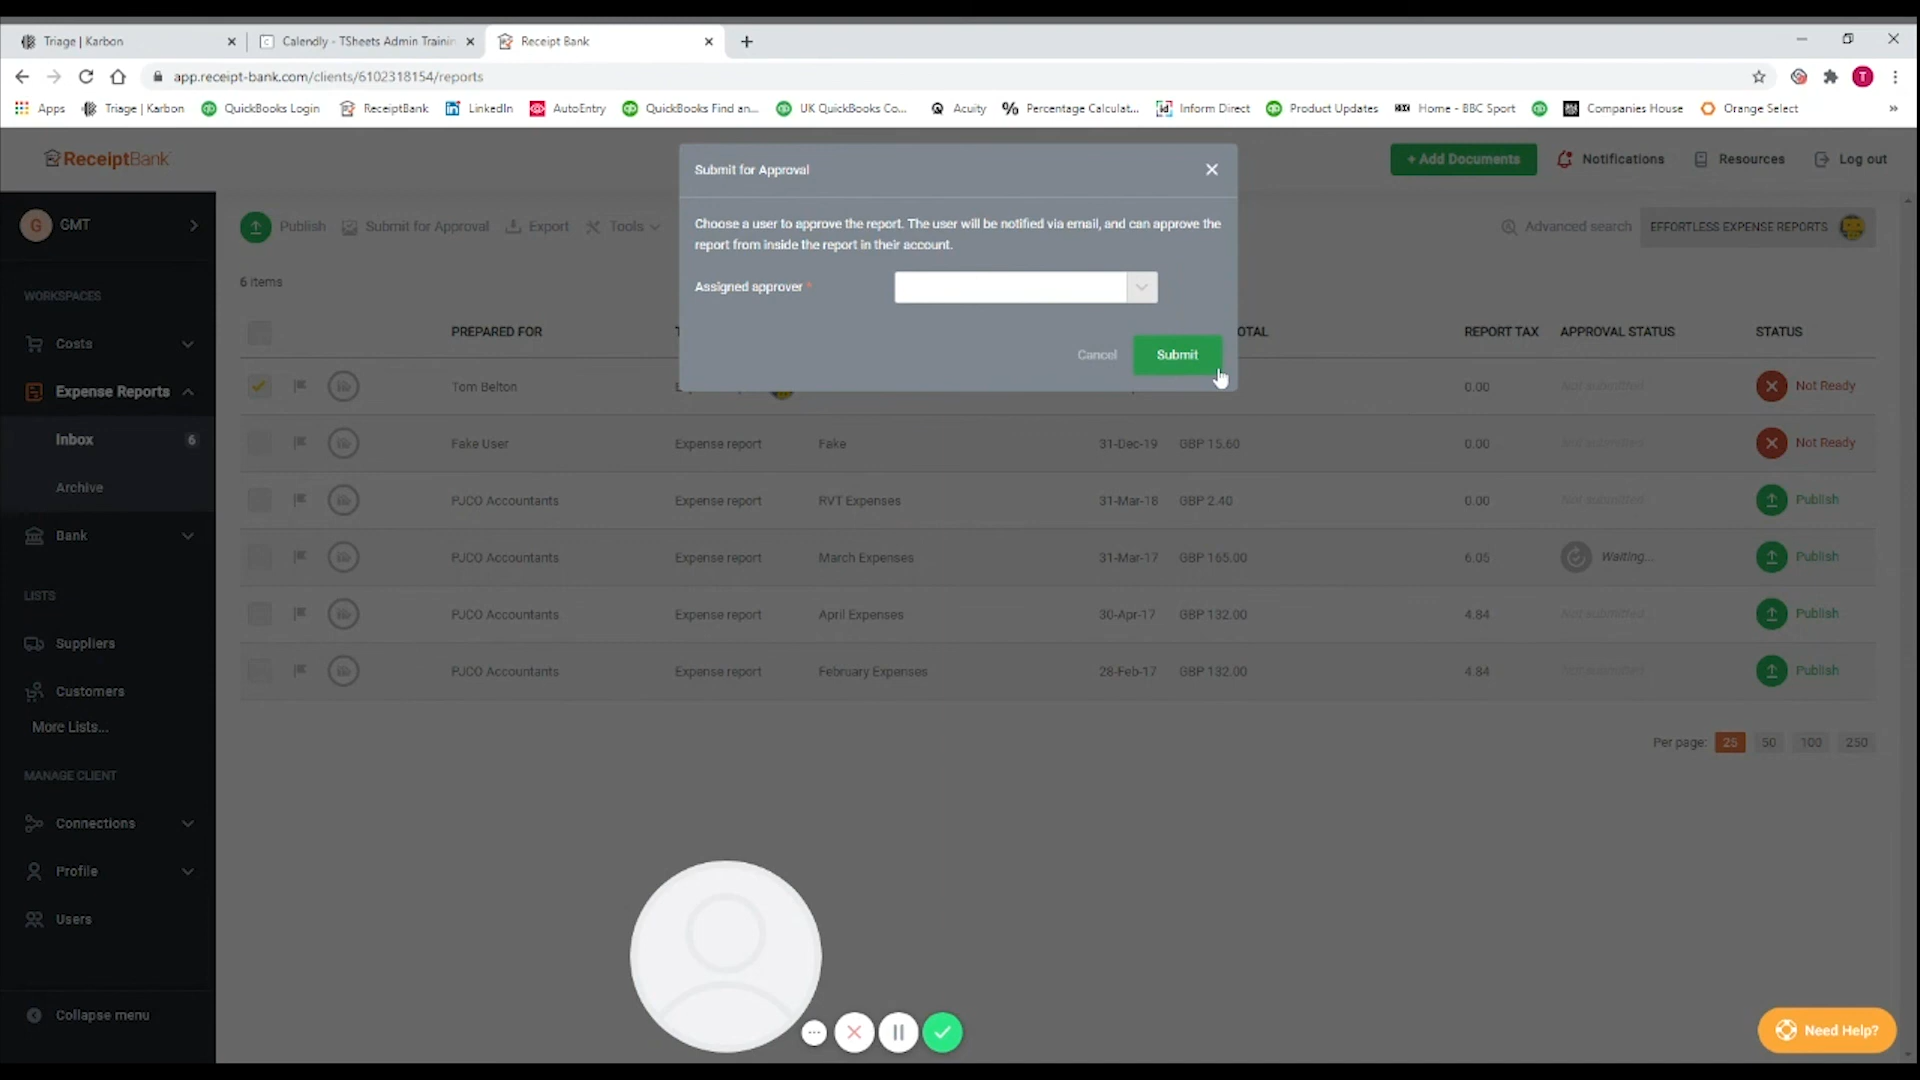 Triage | Karbon
Calendly - TSheets Admin Trainin
Receipt Bank
app.receipt-bank.com/clients/6102318154/reports
Apps
Triage | Karbon
QuickBooks Login
ReceiptBank
LinkedIn
AutoEntry
QuickBooks Find an...
UK QuickBooks Co...
Acuity
Percentage Calculat...
Inform Direct
Product Updates
Home - BBC Sport
Companies House
Orange Select
ReceiptBank
Submit for Approval
+ Add Documents
Notifications
Resources
Log out
G GMT
Publish
Submit for Approval
Export
Tools
Choose a user to approve the report. The user will be notified via email, and can approve the
report from inside the report in their account.
Advanced search
EFFORTLESS EXPENSE REPORTS
6 items
Assigned approver *
Cancel
Submit
WORKSPACES
Costs
Expense Reports
Inbox 6
Archive
Bank
LISTS
Suppliers
Customers
More Lists...
MANAGE CLIENT
Connections
Profile
Users
Collapse menu
PREPARED FOR OTAL REPORT TAX APPROVAL STATUS STATUS
Tom Belton 0.00 Not submitted Not Ready
Fake User Expense report Fake 31-Dec-19 GBP 15.60 0.00 Not submitted Not Ready
PJCO Accountants Expense report RVT Expenses 31-Mar-18 GBP 2.40 0.00 Not submitted Publish
PJCO Accountants Expense report March Expenses 31-Mar-17 GBP 165.00 6.05 Waiting... Publish
PJCO Accountants Expense report April Expenses 30-Apr-17 GBP 132.00 4.84 Not submitted Publish
PJCO Accountants Expense report February Expenses 28-Feb-17 GBP 132.00 4.84 Not submitted Publish
Per page: 25 50 100 250
Need Help?